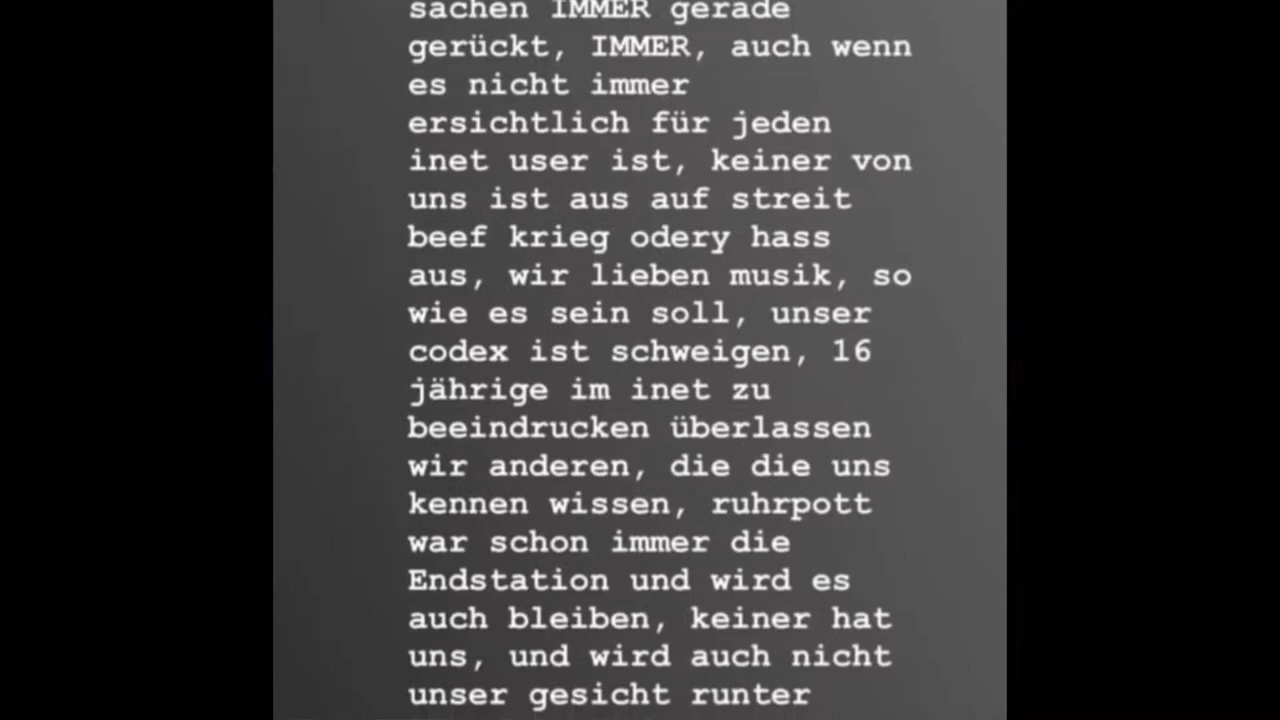 sachen IMMER gerade
gerückt, IMMER, auch wenn
es nicht immer
ersichtlich für jeden
inet user ist, keiner von
uns ist aus auf streit
beef krieg odery hass
aus, wir lieben musik, so
wie es sein soll, unser
codex ist schweigen, 16
jährige im inet zu
beeindrucken überlassen
wir anderen, die die uns
kennen wissen, ruhrpott
war schon immer die
Endstation und wird es
auch bleiben, keiner hat
uns, und wird auch nicht
unser gesicht runter